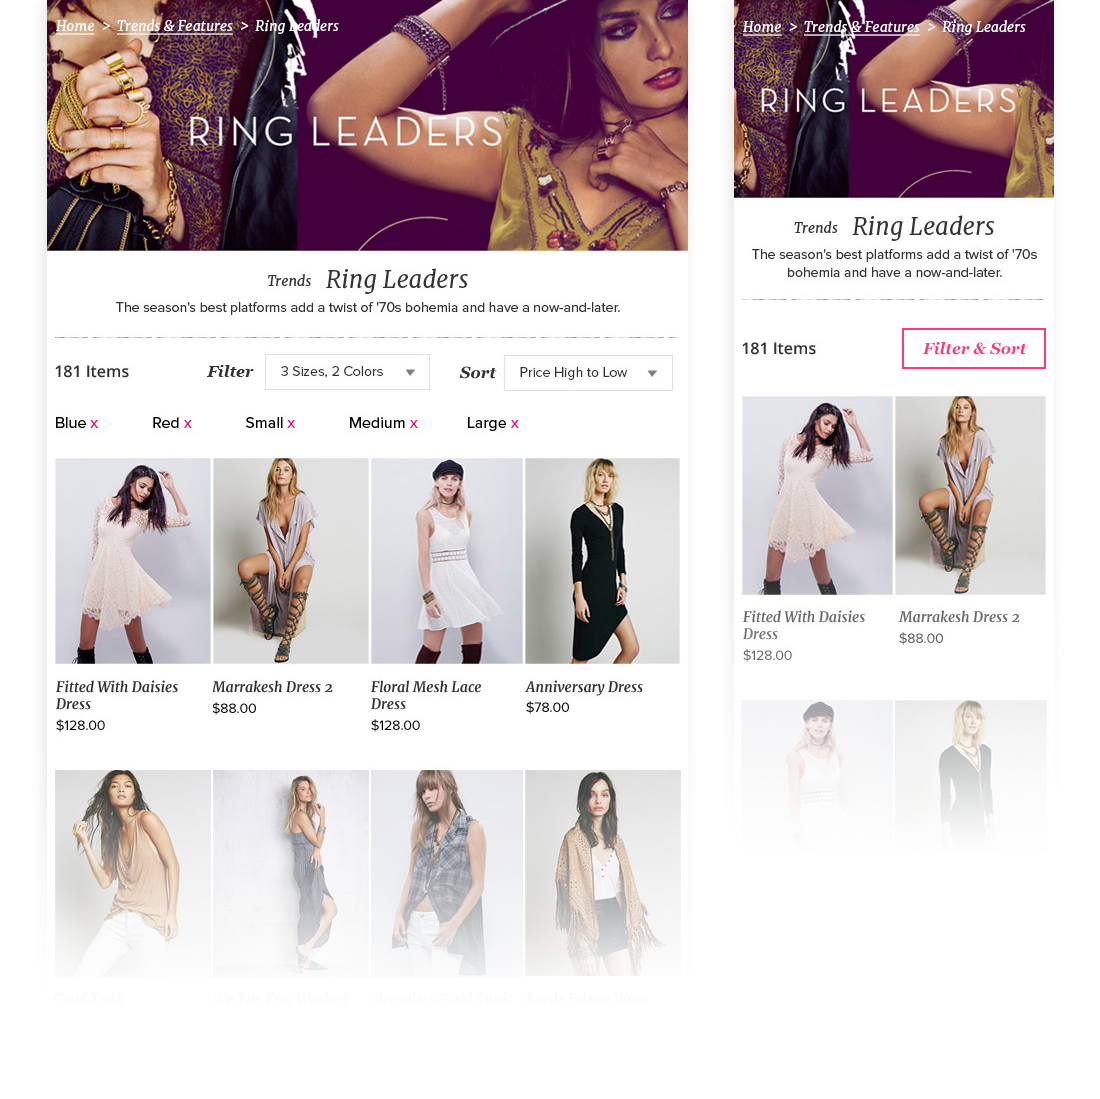 Home > Trends & Features > Ring Leaders
RING LEADERS
Trends Ring Leaders
The season's best platforms add a twist of '70s bohemia and have a now-and-later.
181 Items Filter 3 Sizes, 2 Colors Sort Price High to Low
Blue x Red x Small x Medium x Large x
Fitted With Daisies
Dress
$128.00
Marrakesh Dress 2
$88.00
Floral Mesh Lace
Dress
$128.00
Anniversary Dress
$78.00
Home > Trends & Features > Ring Leaders
RING LEADERS
Trends Ring Leaders
The season's best platforms add a twist of '70s
bohemia and have a now-and-later.
181 Items Filter & Sort
Fitted With Daisies
Dress
$128.00
Marrakesh Dress 2
$88.00